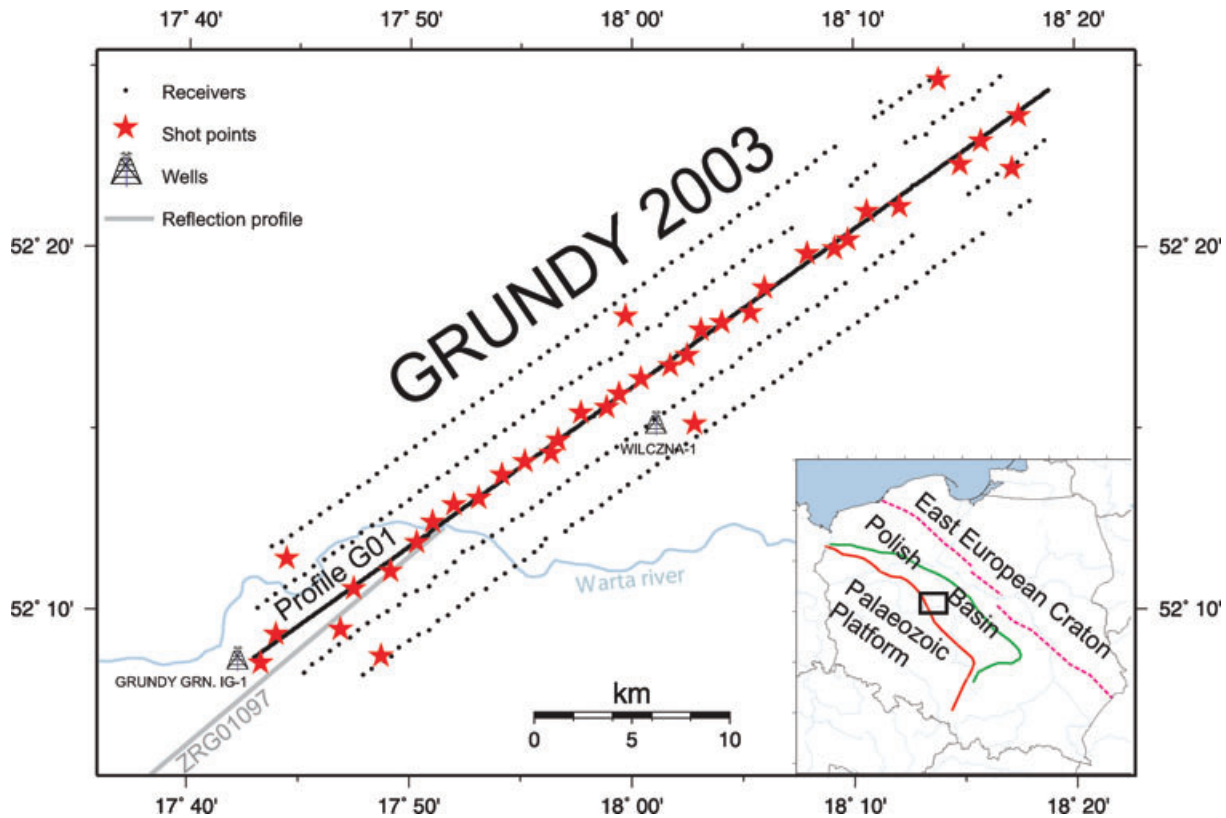 17° 40' 17° 50' 18° 00' 18° 10' 18° 20'
Receivers
Shot points
Wells
Reflection profile
GRUNDY 2003
52° 20' 52° 20'
WILCZNA-1
Profile G01
Warta river
52° 10' 52° 10'
GRUNDY GRN. IG-1
ZRG01097
km
0 5 10
East European Craton
Polish
Basin
Palaeozoic
Platform
17° 40' 17° 50' 18° 00' 18° 10' 18° 20'